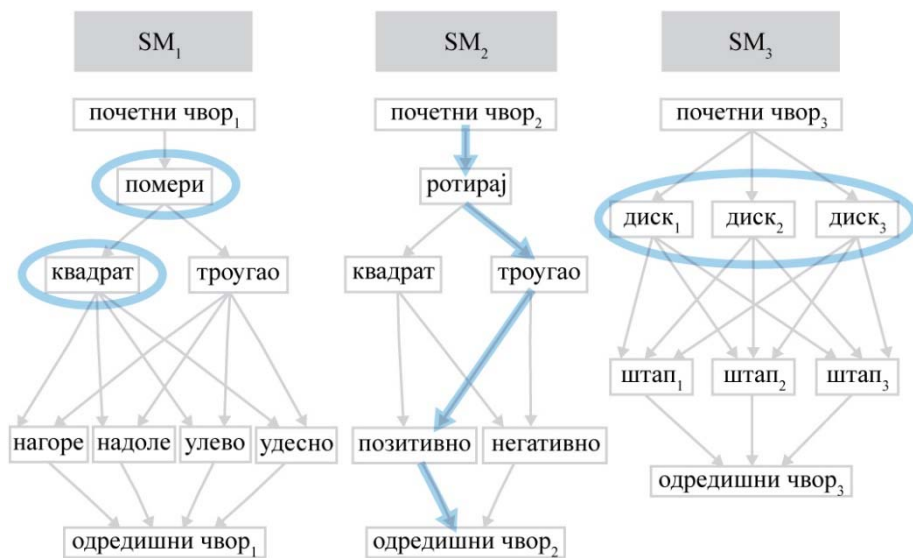 SM₁
SM₂
SM₃
почетни чвор₁
почетни чвор₂
почетни чвор₃
помери
ротирај
диск₁ диск₂ диск₃
квадрат троугао
квадрат троугао
штап₁ штап₂ штап₃
нагоре надоле улево удесно
позитивно негативно
одредишни чвор₃
одредишни чвор₁
одредишни чвор₂